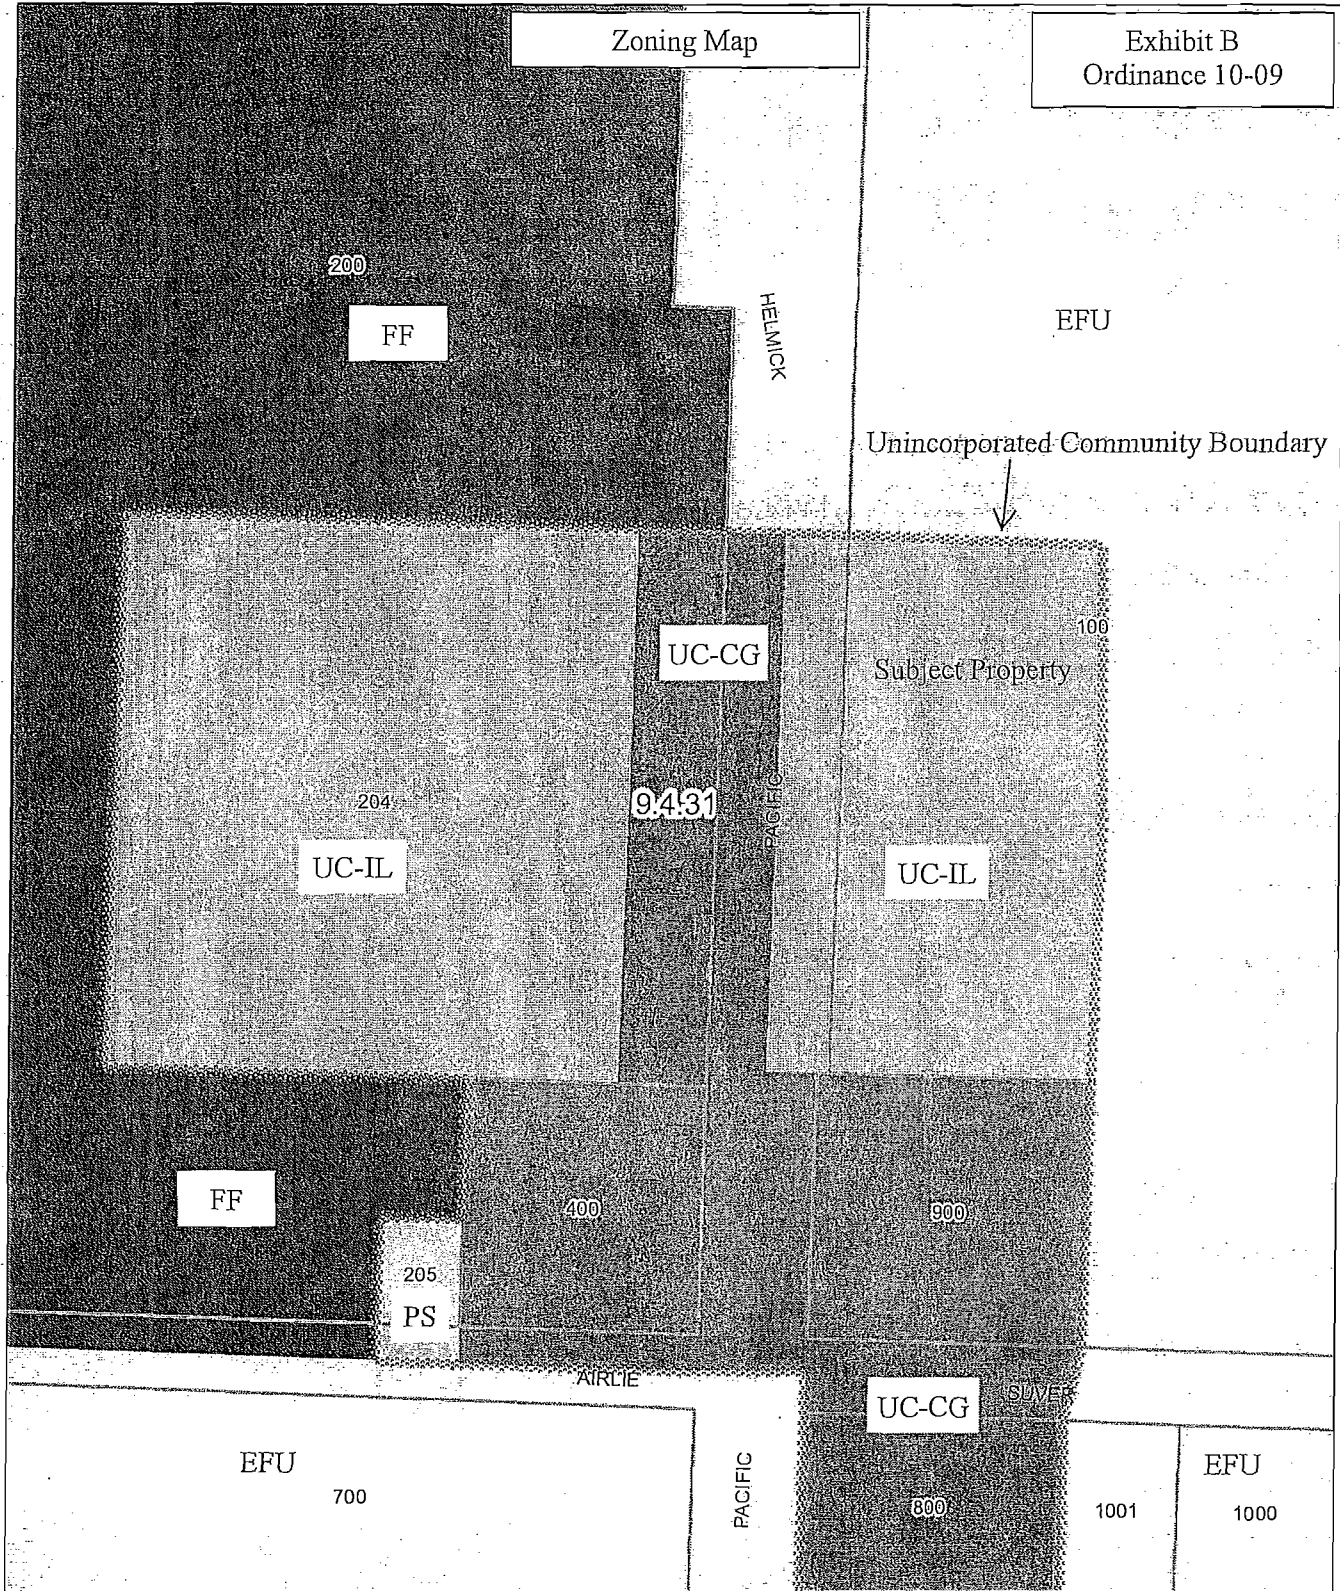 Zoning Map
Exhibit B
Ordinance 10-09
200
FF
HELMICK
EFU
Unincorporated Community Boundary
100
UC-CG
Subject Property
204
9.4.31
PACIFIC
UC-IL
UC-IL
FF
400
900
205
PS
AIRLIE
UC-CG
SUVER
EFU
700
PACIFIC
800
1001
EFU
1000